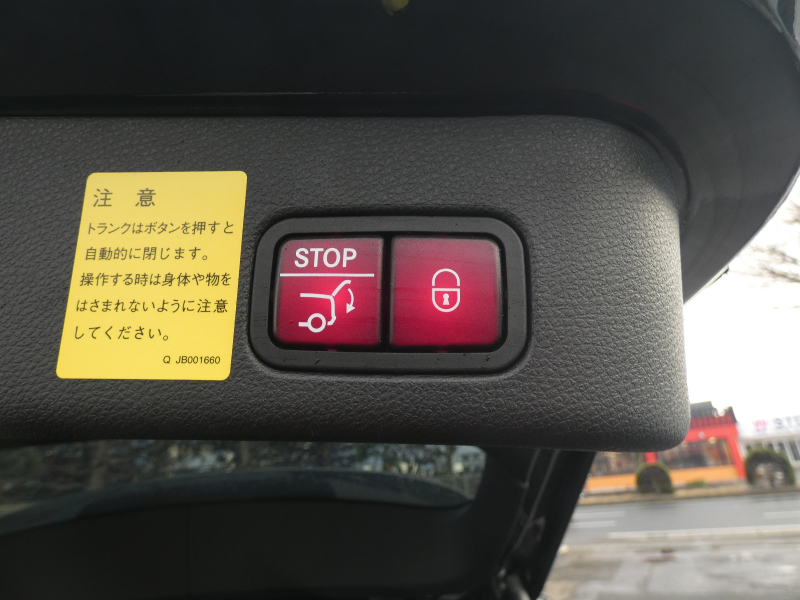 注 意
トランクはボタンを押すと
自動的に閉じます。
操作する時は身体や物を
はさまれないように注意
してください。
Q JB001660
STOP